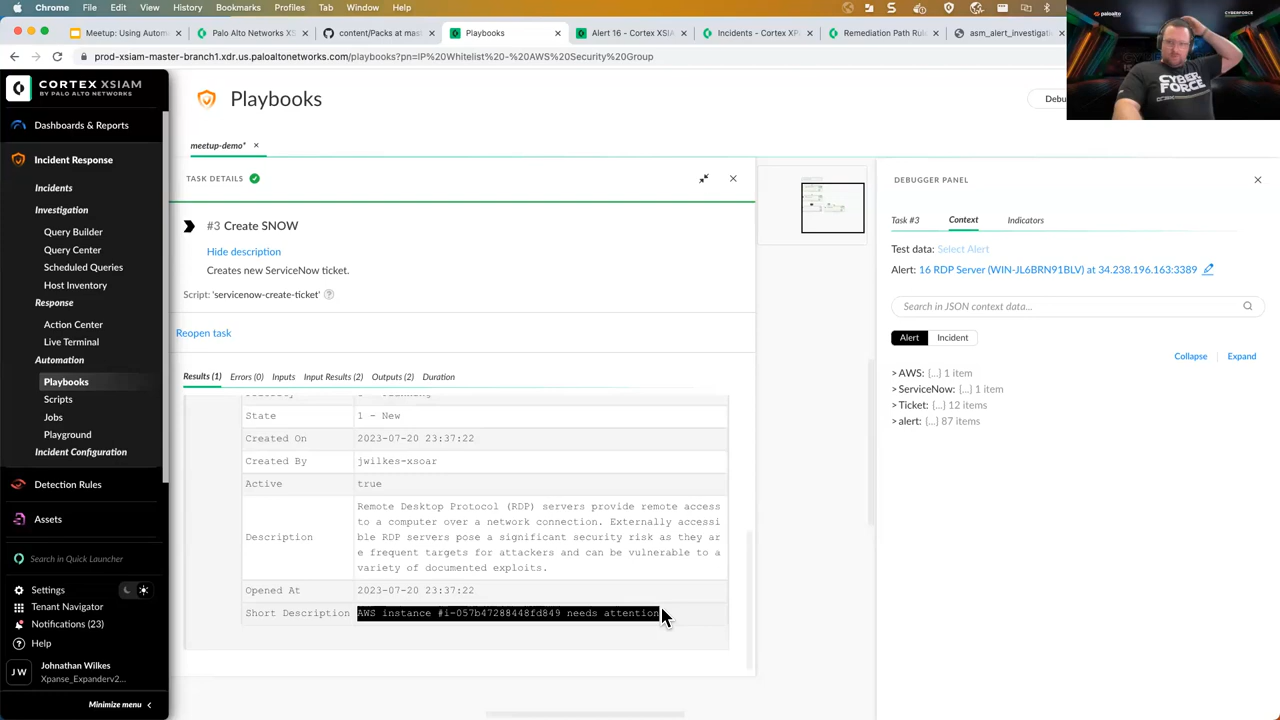 Chrome File Edit View History Bookmarks Profiles Tab Window Help
Meetup: Using Autom
Palo Alto Networks XS
content/Packs at mast
Playbooks
Alert 16 - Cortex XSIA
Incidents - Cortex XP
Remediation Path Rul
asm_alert_investigati
prod-xsiam-master-branch1.xdr.us.paloaltonetworks.com/playbooks?pn=IP%20Whitelist%20-%20AWS%20Security%20Group
paloalto
CYBERFORCE
CYBER
FORCE
CORTEX XSIAM
BY PALO ALTO NETWORKS
Dashboards & Reports
Incident Response
Incidents
Investigation
Query Builder
Query Center
Scheduled Queries
Host Inventory
Response
Action Center
Live Terminal
Automation
Playbooks
Scripts
Jobs
Playground
Incident Configuration
Detection Rules
Assets
Search in Quick Launcher
Settings
Tenant Navigator
Notifications (23)
Help
JW
Johnathan Wilkes
Xpanse_Expanderv2...
Minimize menu
Playbooks
Debu
meetup-demo*
TASK DETAILS
#3 Create SNOW
Hide description
Creates new ServiceNow ticket.
Script: 'servicenow-create-ticket'
Reopen task
Results (1) Errors (0) Inputs Input Results (2) Outputs (2) Duration
State 1 - New
Created On 2023-07-20 23:37:22
Created By jwilkes-xsoar
Active true
Description
Remote Desktop Protocol (RDP) servers provide remote access
to a computer over a network connection. Externally accessi
ble RDP servers pose a significant security risk as they ar
e frequent targets for attackers and can be vulnerable to a
variety of documented exploits.
Opened At 2023-07-20 23:37:22
Short Description AWS instance #i-057b47288448fd849 needs attention
DEBUGGER PANEL
Task #3 Context Indicators
Test data: Select Alert
Alert: 16 RDP Server (WIN-JL6BRN91BLV) at 34.238.196.163:3389
Search in JSON context data...
Alert Incident
Collapse Expand
> AWS: {...} 1 item
> ServiceNow: {...} 1 item
> Ticket: {...} 12 items
> alert: {...} 87 items